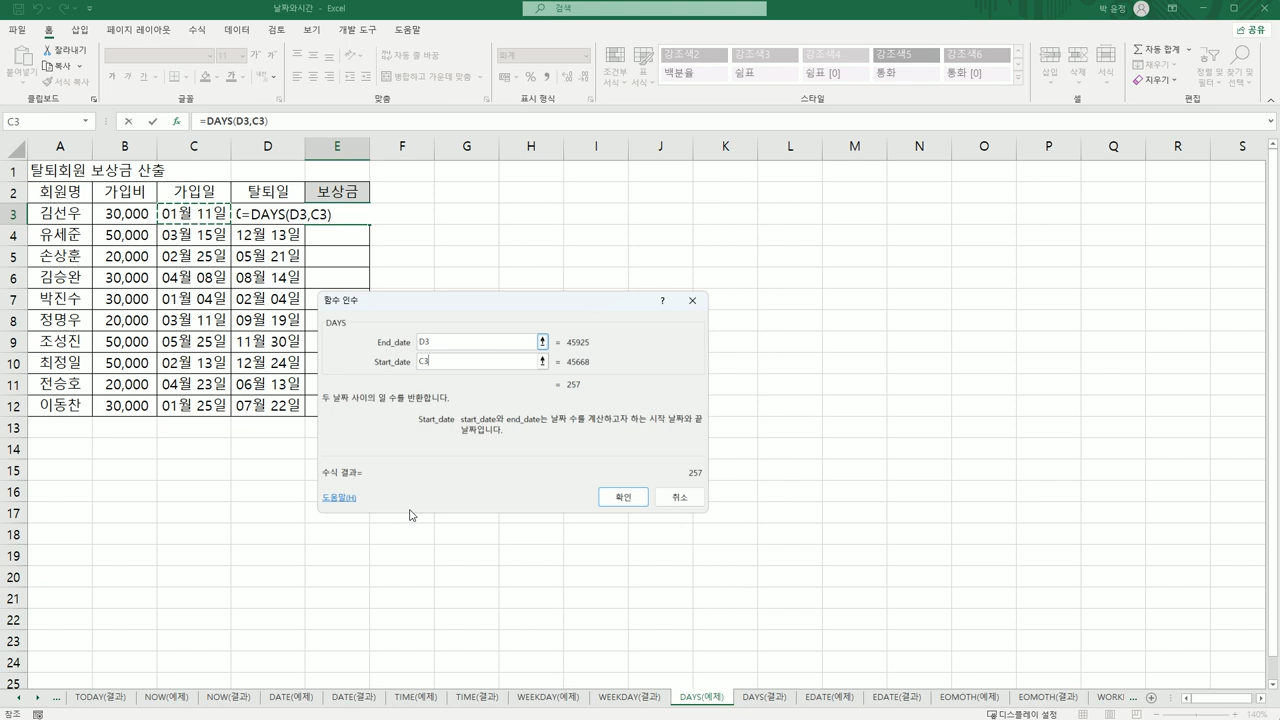 날짜와시간 - Excel
검색
박 윤정
파일 홈 삽입 페이지 레이아웃 수식 데이터 검토 보기 개발 도구 도움말
공유
붙여넣기
잘라내기
복사
서식 복사
클립보드
11
가 가 가
글꼴
자동 줄 바꿈
병합하고 가운데 맞춤
맞춤
회계
표시 형식
조건부 서식
표 서식
강조색2 강조색3 강조색4 강조색5 강조색6
백분율 쉼표 쉼표 [0] 통화 통화 [0]
스타일
삽입 삭제 서식
셀
자동 합계
채우기
지우기
정렬 및 필터
찾기 및 선택
편집
C3 =DAYS(D3,C3)
A B C D E F G H I J K L M N O P Q R S
1 탈퇴회원 보상금 산출
2 회원명 가입비 가입일 탈퇴일 보상금
3 김선우 30,000 01월 11일 =DAYS(D3,C3)
4 유세준 50,000 03월 15일 12월 13일
5 손상훈 20,000 02월 25일 05월 21일
6 김승완 30,000 04월 08일 08월 14일
7 박진수 30,000 01월 04일 02월 04일
8 정명우 20,000 03월 11일 09월 19일
9 조성진 50,000 05월 25일 11월 30일
10 최정일 50,000 02월 13일 12월 24일
11 전승호 20,000 04월 23일 06월 13일
12 이동찬 30,000 01월 25일 07월 22일
13
14
15
16
17
18
19
20
21
22
23
24
25
함수 인수
DAYS
End_date D3 = 45925
Start_date C3 = 45668
= 257
두 날짜 사이의 일 수를 반환합니다.
Start_date start_date와 end_date는 날짜 수를 계산하고자 하는 시작 날짜와 끝
날짜입니다.
수식 결과= 257
도움말(H)
확인 취소
... TODAY(결과) NOW(예제) NOW(결과) DATE(예제) DATE(결과) TIME(예제) TIME(결과) WEEKDAY(예제) WEEKDAY(결과) DAYS(예제) DAYS(결과) EDATE(예제) EDATE(결과) EOMOTH(예제) EOMOTH(결과) WORKI ...
참조
디스플레이 설정
140%